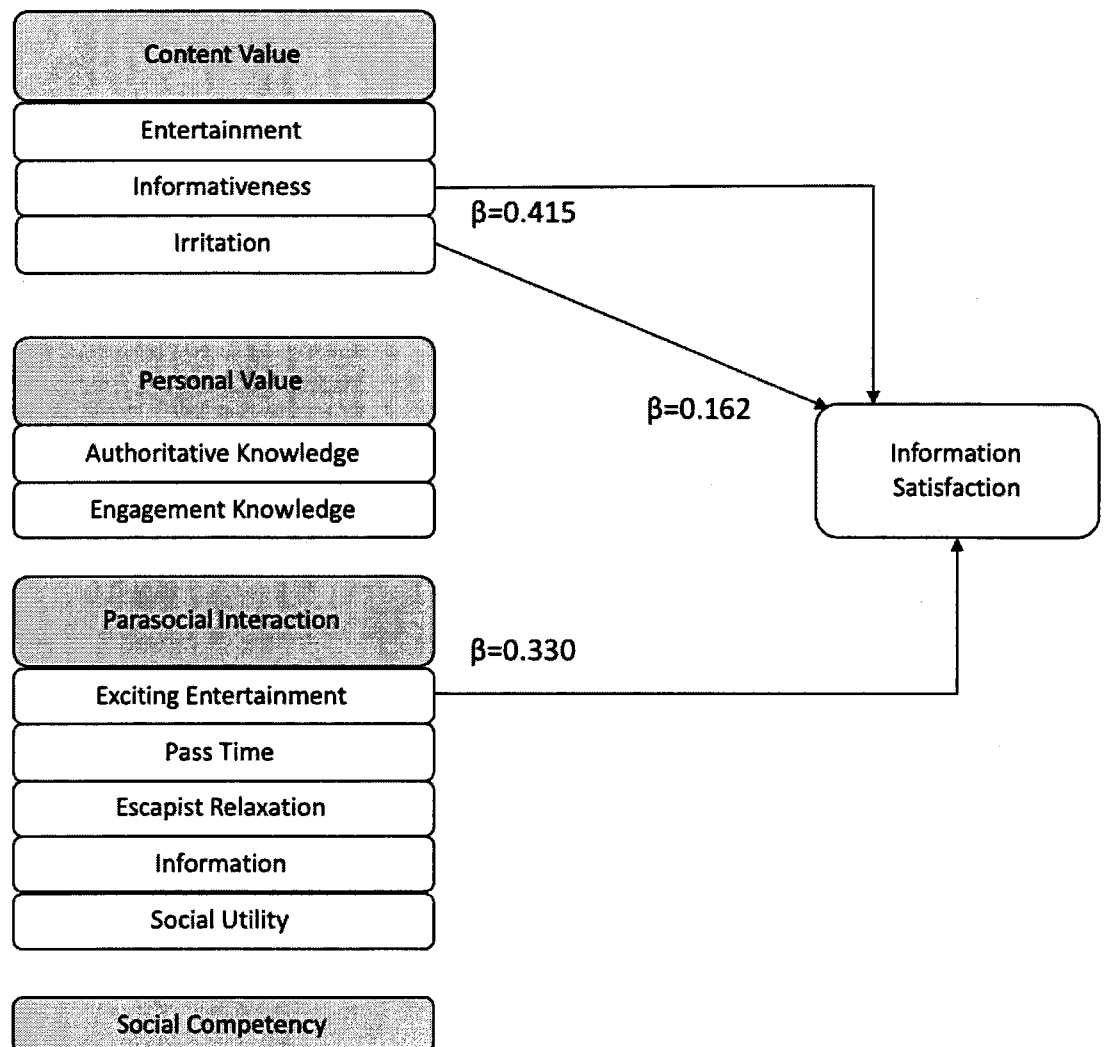 Content Value
Entertainment
Informativeness
Irritation
β=0.415
Personal Value
Authoritative Knowledge
Engagement Knowledge
β=0.162
Information
Satisfaction
Parasocial Interaction
Exciting Entertainment
β=0.330
Pass Time
Escapist Relaxation
Information
Social Utility
Social Competency